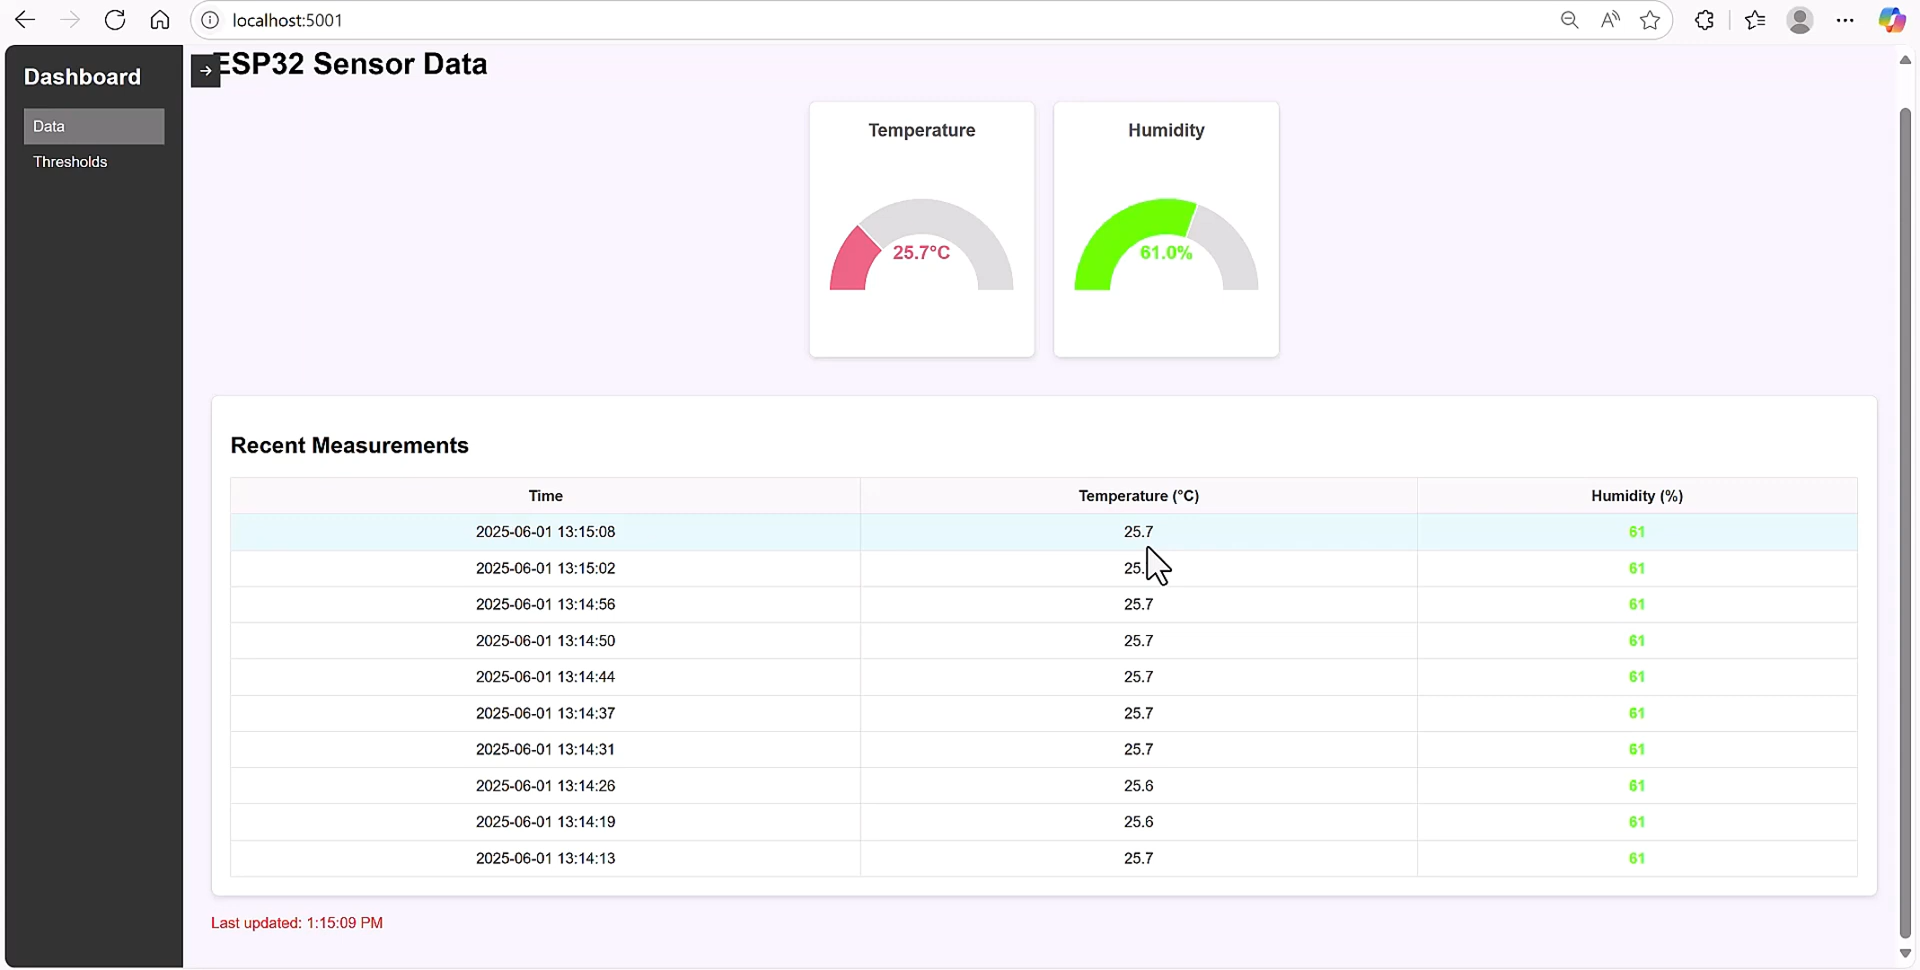 localhost:5001
Dashboard
Data
Thresholds
ESP32 Sensor Data
Temperature
25.7°C
Humidity
61.0%
Recent Measurements
Time Temperature (°C) Humidity (%)
2025-06-01 13:15:08 25.7 61
2025-06-01 13:15:02 25. 61
2025-06-01 13:14:56 25.7 61
2025-06-01 13:14:50 25.7 61
2025-06-01 13:14:44 25.7 61
2025-06-01 13:14:37 25.7 61
2025-06-01 13:14:31 25.7 61
2025-06-01 13:14:26 25.6 61
2025-06-01 13:14:19 25.6 61
2025-06-01 13:14:13 25.7 61
Last updated: 1:15:09 PM